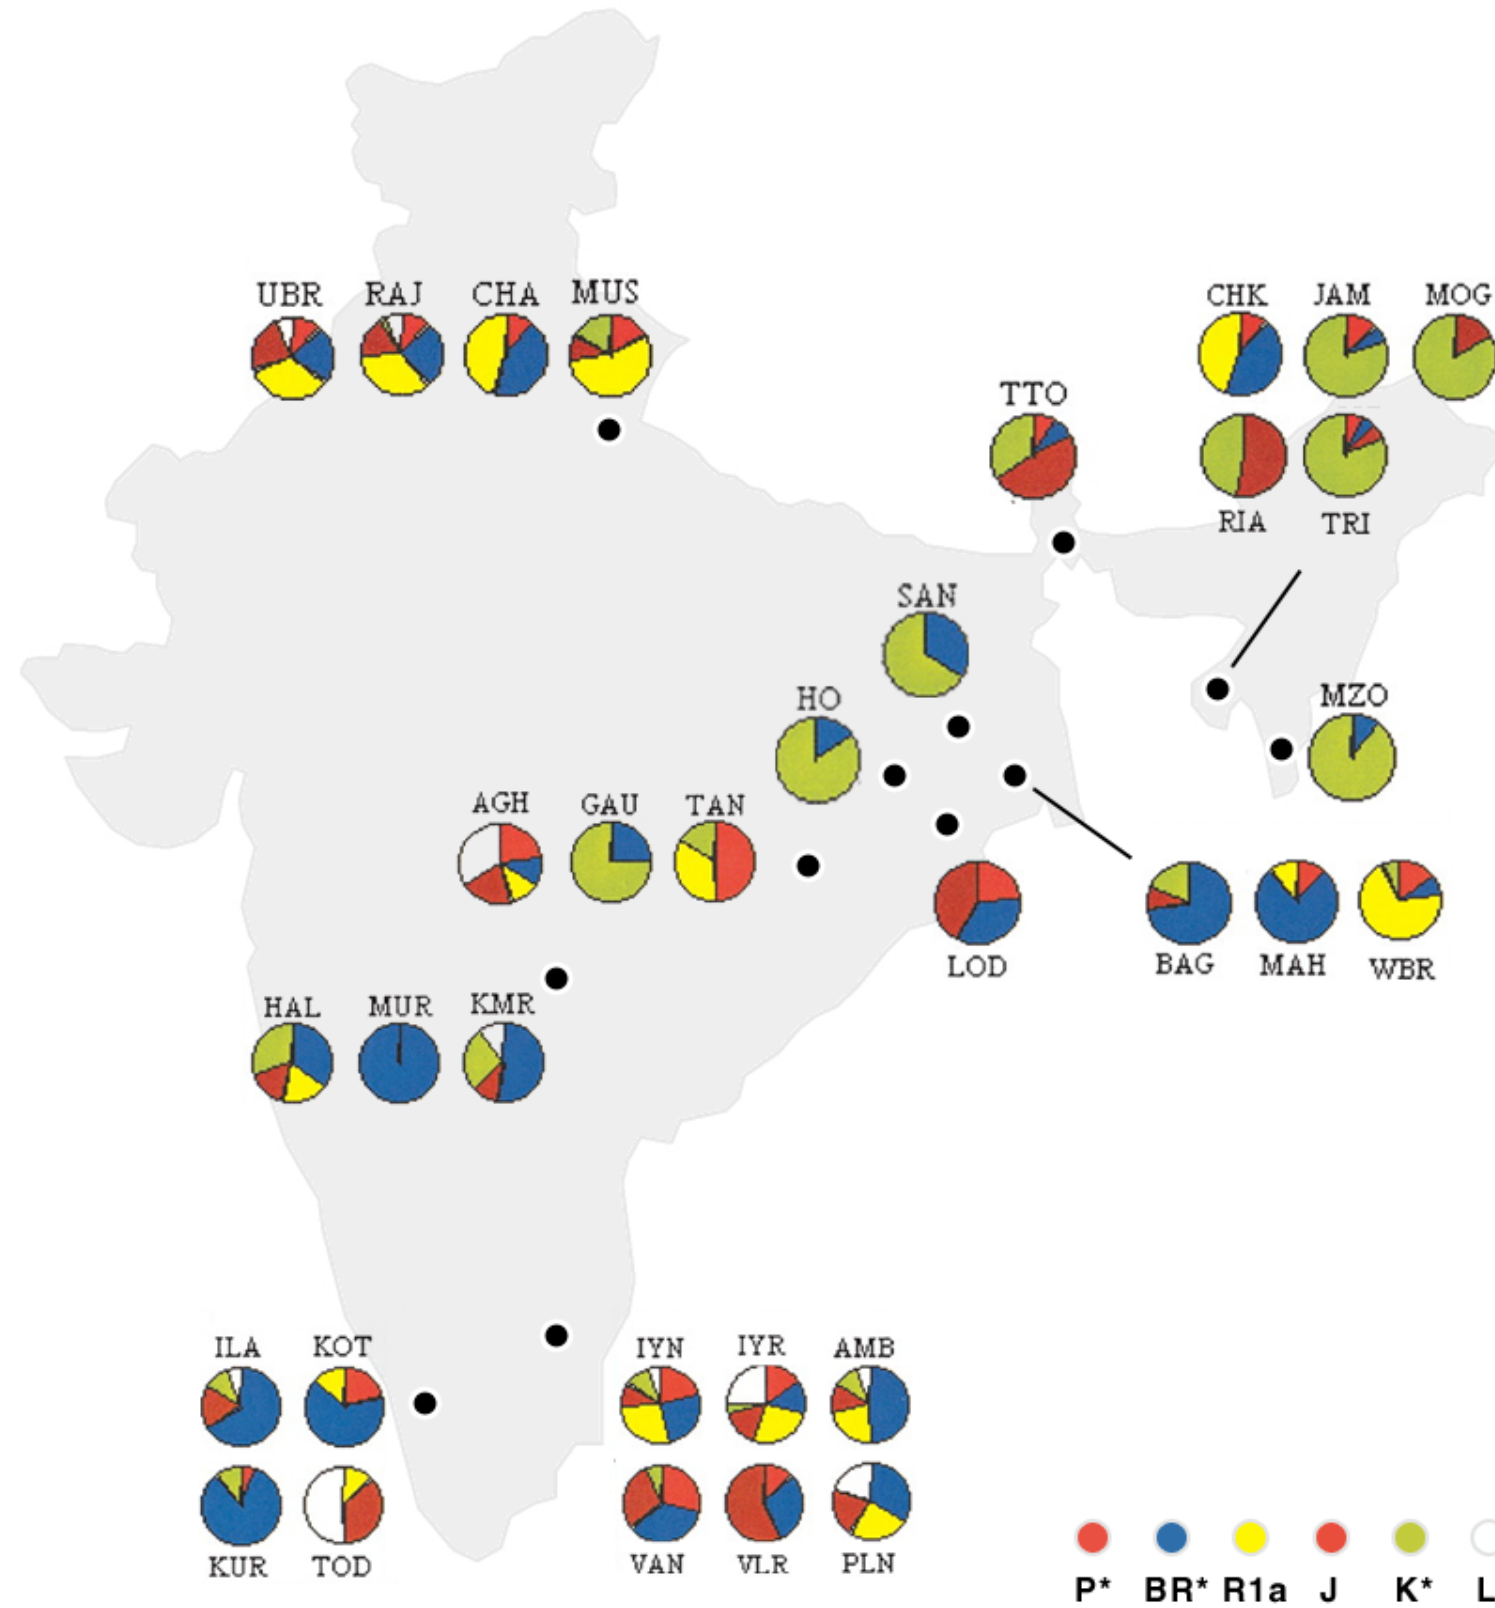 UBR RAJ CHA MUS
CHK JAM MOG
TTO
RIA TRI
SAN
HO
MZO
AGH GAU TAN
LOD
BAG MAH WBR
HAL MUR KMR
ILA KOT
IYN IYR AMB
KUR TOD
VAN VLR PLN
P* BR* R1a J K* L